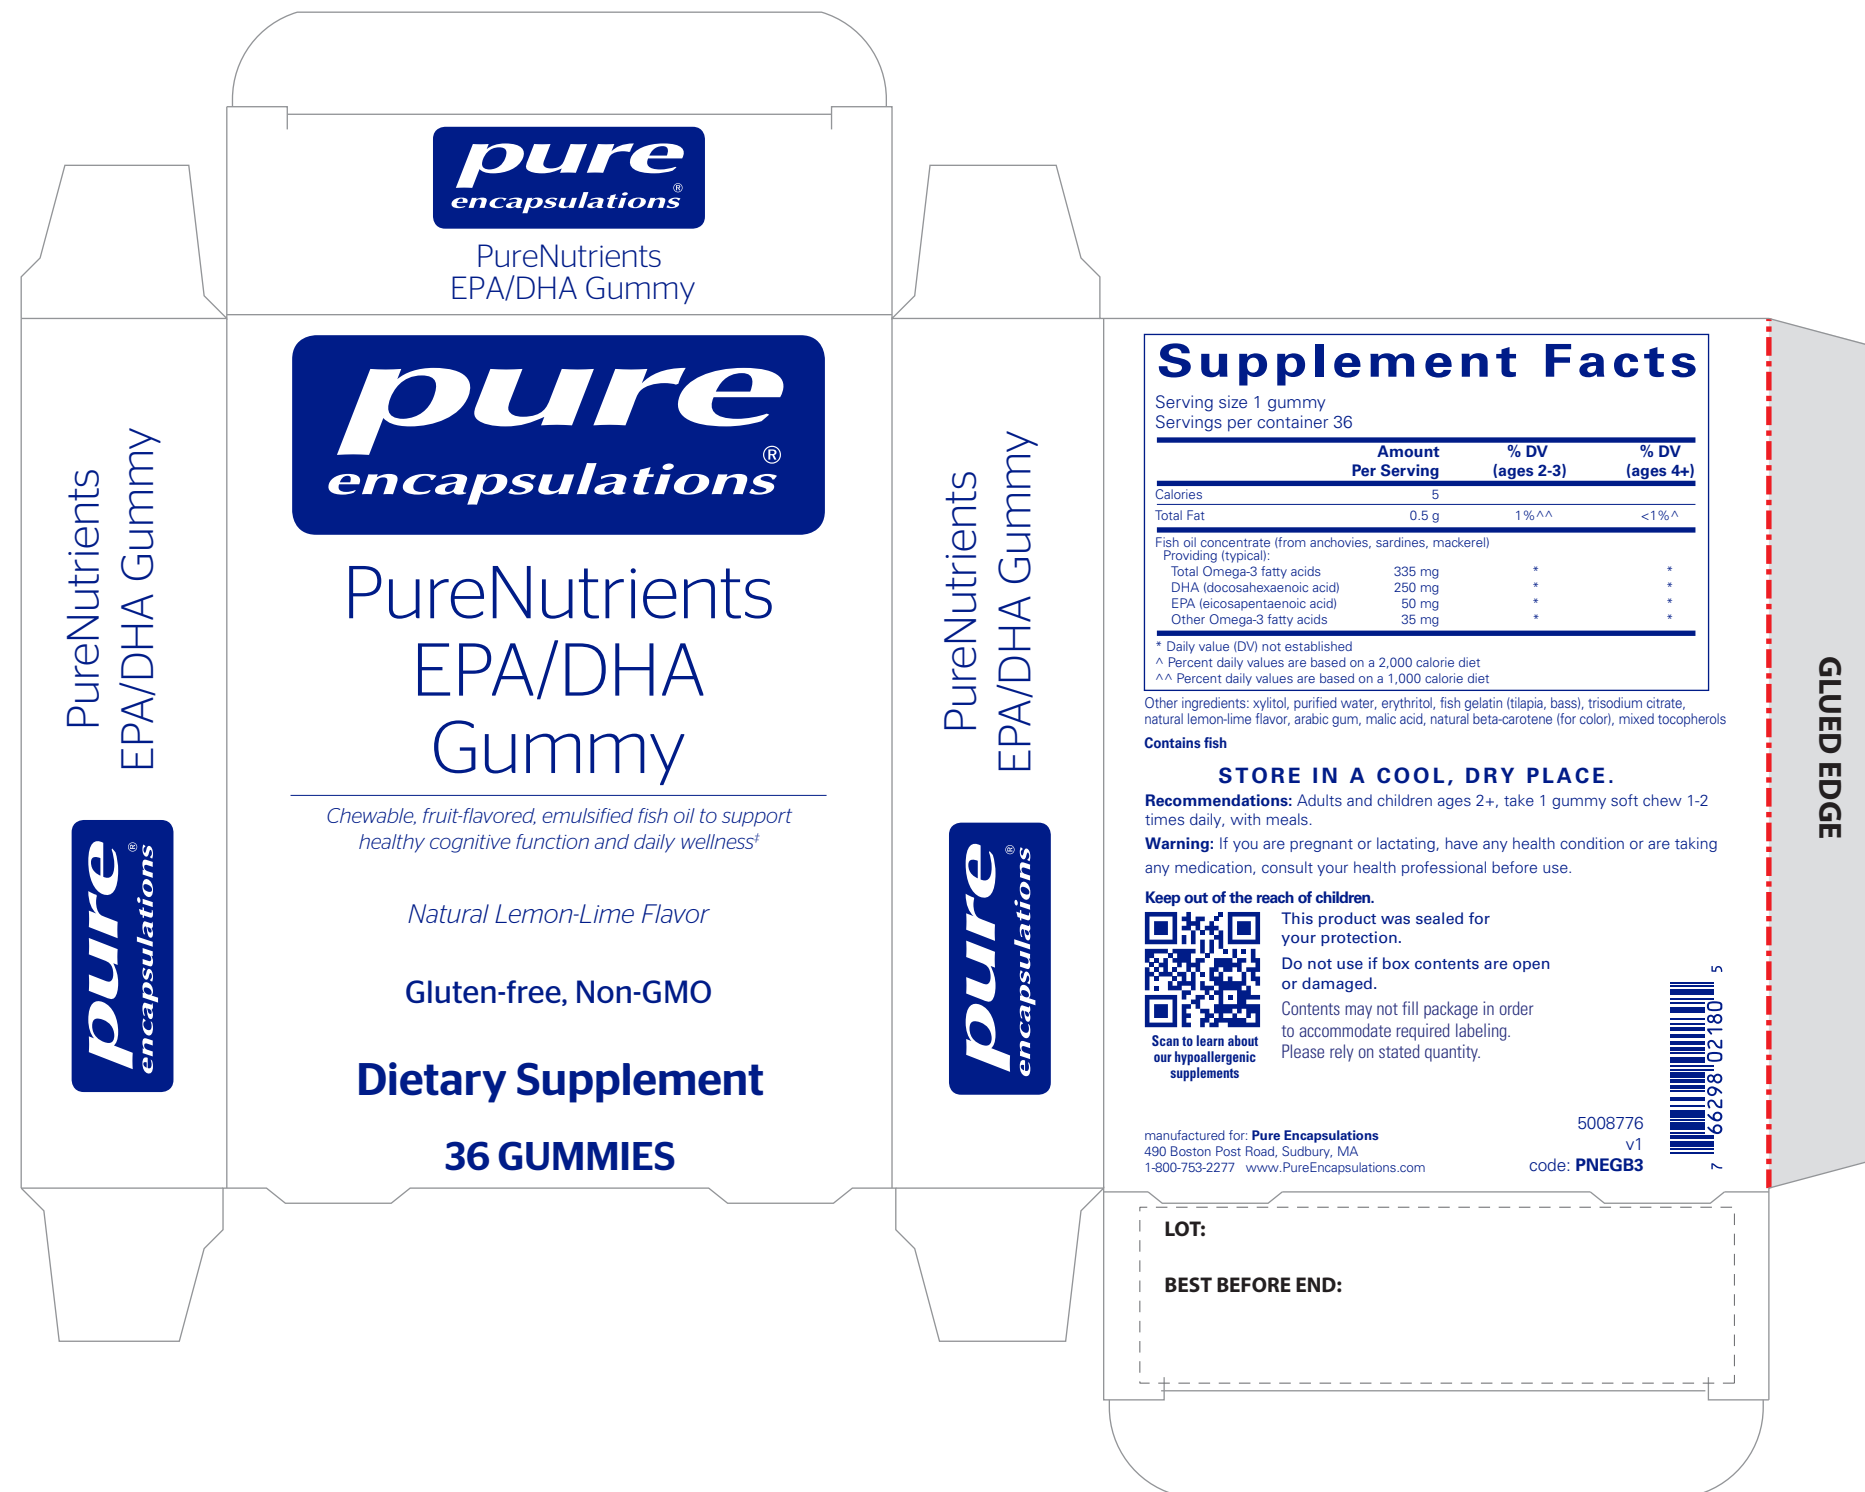 pure
encapsulations®
PureNutrients
EPA/DHA Gummy
PureNutrients
EPA/DHA Gummy
pure
encapsulations®
pure
encapsulations®
PureNutrients
EPA/DHA
Gummy
Chewable, fruit-flavored, emulsified fish oil to support
healthy cognitive function and daily wellness‡
Natural Lemon-Lime Flavor
Gluten-free, Non-GMO
Dietary Supplement
36 GUMMIES
PureNutrients
EPA/DHA Gummy
pure
encapsulations®
Supplement Facts
Serving size 1 gummy
Servings per container 36
Amount % DV % DV
Per Serving (ages 2-3) (ages 4+)
Calories 5
Total Fat 0.5 g 1%^^ <1%^
Fish oil concentrate (from anchovies, sardines, mackerel)
Providing (typical):
Total Omega-3 fatty acids 335 mg * *
DHA (docosahexaenoic acid) 250 mg * *
EPA (eicosapentaenoic acid) 50 mg * *
Other Omega-3 fatty acids 35 mg * *
* Daily value (DV) not established
^ Percent daily values are based on a 2,000 calorie diet
^^ Percent daily values are based on a 1,000 calorie diet
Other ingredients: xylitol, purified water, erythritol, fish gelatin (tilapia, bass), trisodium citrate,
natural lemon-lime flavor, arabic gum, malic acid, natural beta-carotene (for color), mixed tocopherols
Contains fish
STORE IN A COOL, DRY PLACE.
Recommendations: Adults and children ages 2+, take 1 gummy soft chew 1-2
times daily, with meals.
Warning: If you are pregnant or lactating, have any health condition or are taking
any medication, consult your health professional before use.
Keep out of the reach of children.
This product was sealed for
your protection.
Do not use if box contents are open
or damaged.
Contents may not fill package in order
to accommodate required labeling.
Please rely on stated quantity.
Scan to learn about
our hypoallergenic
supplements
manufactured for: Pure Encapsulations
490 Boston Post Road, Sudbury, MA
1-800-753-2277 www.PureEncapsulations.com
5008776
v1
code: PNEGB3
7 66298 02180 5
GLUED EDGE
LOT:
BEST BEFORE END: